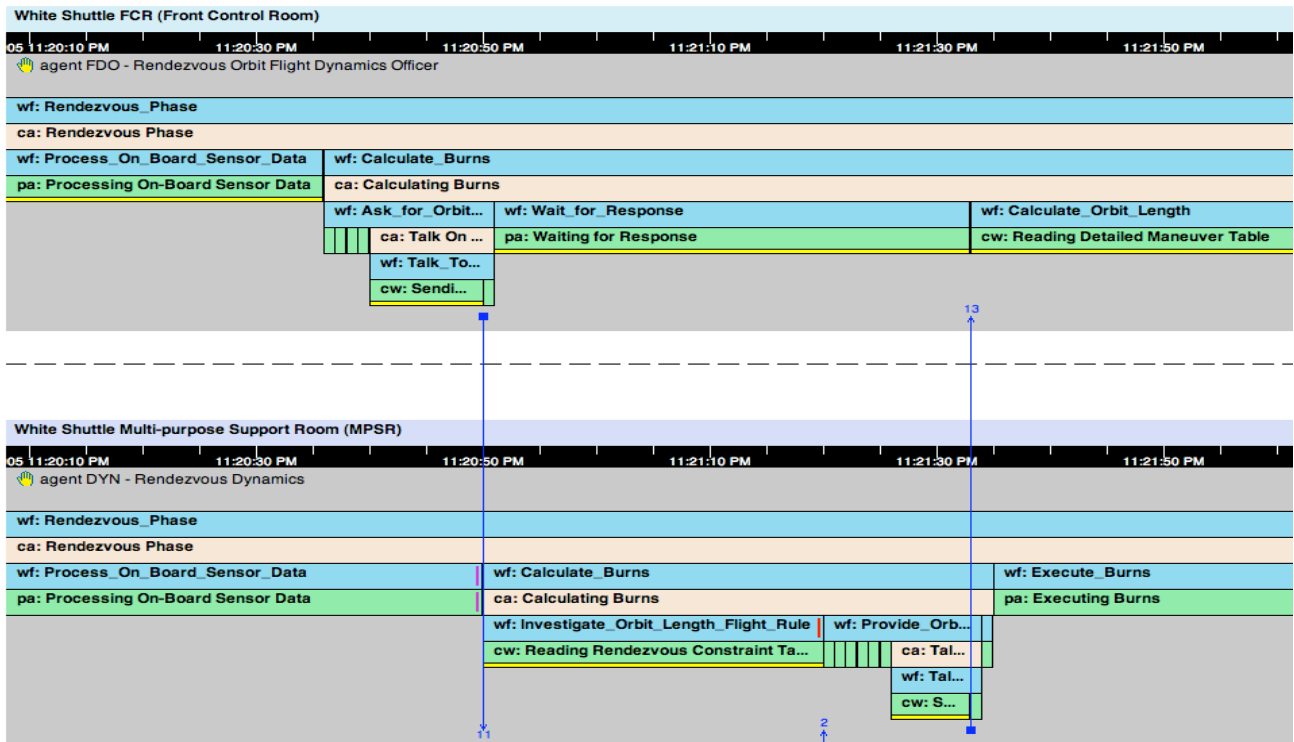 White Shuttle FCR (Front Control Room)
05 11:20:10 PM 11:20:30 PM 11:20:50 PM 11:21:10 PM 11:21:30 PM 11:21:50 PM
agent FDO - Rendezvous Orbit Flight Dynamics Officer
wf: Rendezvous_Phase
ca: Rendezvous Phase
wf: Process_On_Board_Sensor_Data wf: Calculate_Burns
pa: Processing On-Board Sensor Data ca: Calculating Burns
wf: Ask_for_Orbit... wf: Wait_for_Response wf: Calculate_Orbit_Length
ca: Talk On ... pa: Waiting for Response cw: Reading Detailed Maneuver Table
wf: Talk_To...
cw: Sendi...
13
White Shuttle Multi-purpose Support Room (MPSR)
05 11:20:10 PM 11:20:30 PM 11:20:50 PM 11:21:10 PM 11:21:30 PM 11:21:50 PM
agent DYN - Rendezvous Dynamics
wf: Rendezvous_Phase
ca: Rendezvous Phase
wf: Process_On_Board_Sensor_Data wf: Calculate_Burns wf: Execute_Burns
pa: Processing On-Board Sensor Data ca: Calculating Burns pa: Executing Burns
wf: Investigate_Orbit_Length_Flight_Rule wf: Provide_Orb...
cw: Reading Rendezvous Constraint Ta... ca: Tal...
wf: Tal...
cw: S...
2
11